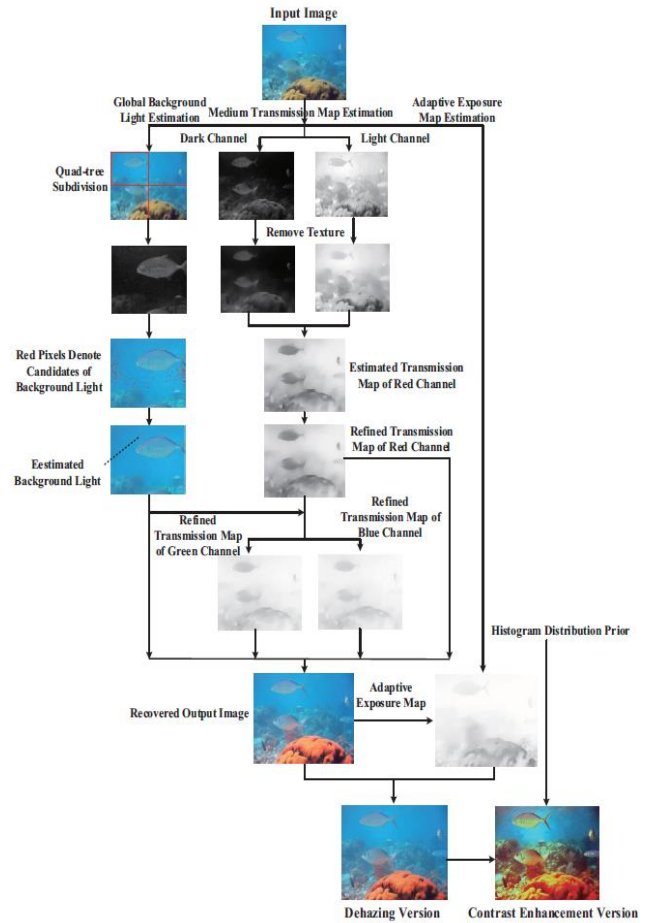 Input Image
Global Background
Light Estimation
Medium Transmission Map Estimation
Adaptive Exposure
Map Estimation
Dark Channel
Light Channel
Quad-tree
Subdivision
Remove Texture
Red Pixels Denote
Candidates of
Background Light
Estimated Transmission
Map of Red Channel
Eestimated
Background Light
Refined Transmission
Map of Red Channel
Refined
Transmission Map
of Green Channel
Refined
Transmission Map of
Blue Channel
Histogram Distribution Prior
Recovered Output Image
Adaptive
Exposure Map
Dehazing Version
Contrast Enhancement Version